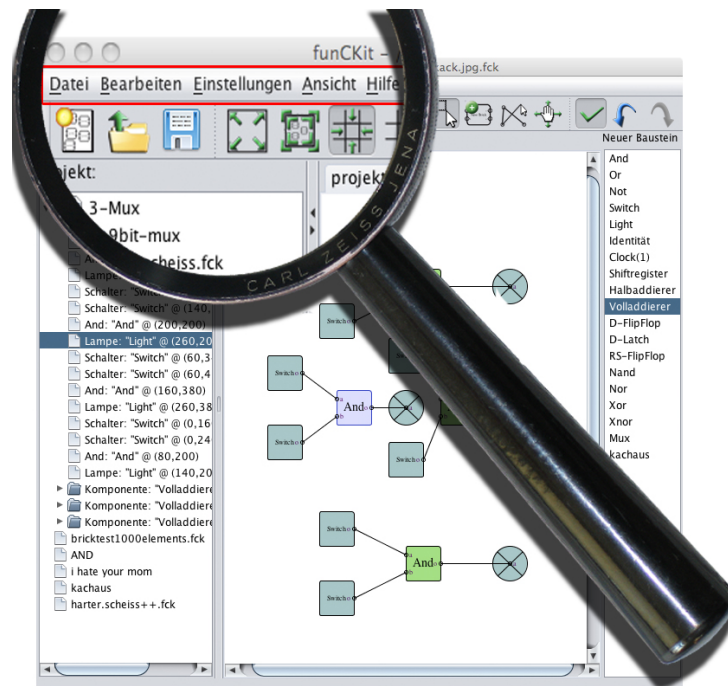 funCKit –
ack.jpg.fck
Datei Bearbeiten Einstellungen Ansicht Hilfe
Neuer Baustein
And
Or
Not
Switch
Light
Identität
Clock(1)
Shiftregister
Halbaddierer
Volladdierer
D-FlipFlop
D-Latch
RS-FlipFlop
Nand
Nor
Xor
Xnor
Mux
kachaus
ojekt:
3-Mux
9bit-mux
scheiss.fck
CARL ZEISS JENA
Lampe:
Schalter: "Switch"
Schalter: "Switch" @ (140,
And: "And" @ (200,200)
Lampe: "Light" @ (260,20
Schalter: "Switch" @ (60,3
Schalter: "Switch" @ (60,4
And: "And" @ (160,380)
Lampe: "Light" @ (260,38
Schalter: "Switch" @ (0,16
Schalter: "Switch" @ (0,24
And: "And" @ (80,200)
Lampe: "Light" @ (140,20
Komponente: "Volladdiere
Komponente: "Volladdiere
Komponente: "Volladdiere
bricktest1000elements.fck
AND
i hate your mom
kachaus
harter.scheiss++.fck
projek
Switch
Switch
a
And
b
Switch
Switch
Switch
a
And
b
Switch